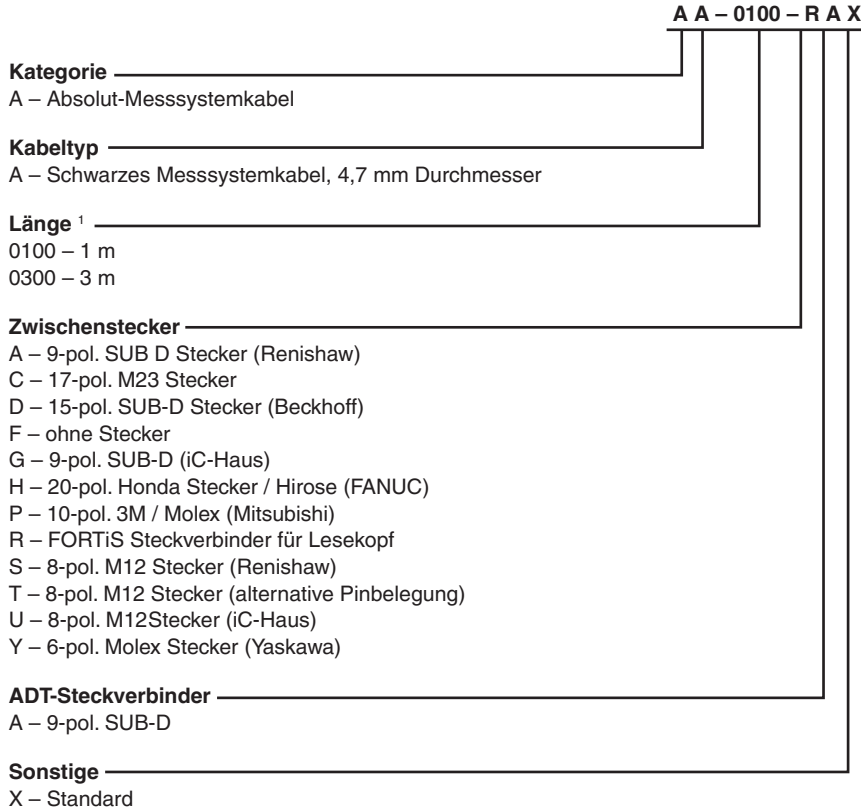 A A – 0100 – R A X
Kategorie
A – Absolut-Messsystemkabel
Kabeltyp
A – Schwarzes Messsystemkabel, 4,7 mm Durchmesser
Länge ¹
0100 – 1 m
0300 – 3 m
Zwischenstecker
A – 9-pol. SUB D Stecker (Renishaw)
C – 17-pol. M23 Stecker
D – 15-pol. SUB-D Stecker (Beckhoff)
F – ohne Stecker
G – 9-pol. SUB-D (iC-Haus)
H – 20-pol. Honda Stecker / Hirose (FANUC)
P – 10-pol. 3M / Molex (Mitsubishi)
R – FORTiS Steckverbinder für Lesekopf
S – 8-pol. M12 Stecker (Renishaw)
T – 8-pol. M12 Stecker (alternative Pinbelegung)
U – 8-pol. M12Stecker (iC-Haus)
Y – 6-pol. Molex Stecker (Yaskawa)
ADT-Steckverbinder
A – 9-pol. SUB-D
Sonstige
X – Standard